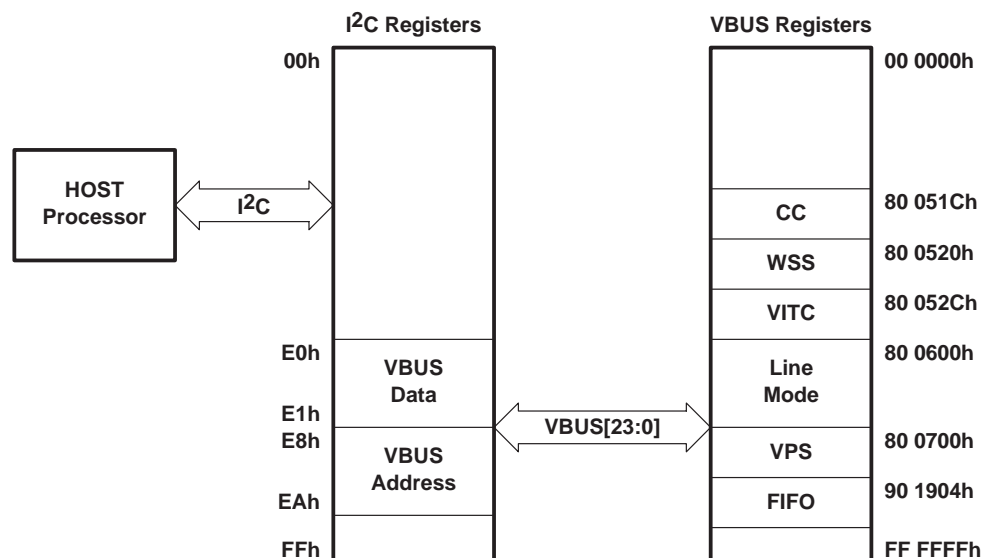 I2C Registers
VBUS Registers
00h
00 0000h
HOST
Processor
I2C
CC
80 051Ch
WSS
80 0520h
VITC
80 052Ch
E0h
VBUS
Data
Line
Mode
80 0600h
E1h
VBUS[23:0]
E8h
VBUS
Address
VPS
80 0700h
EAh
FIFO
90 1904h
FFh
FF FFFFh